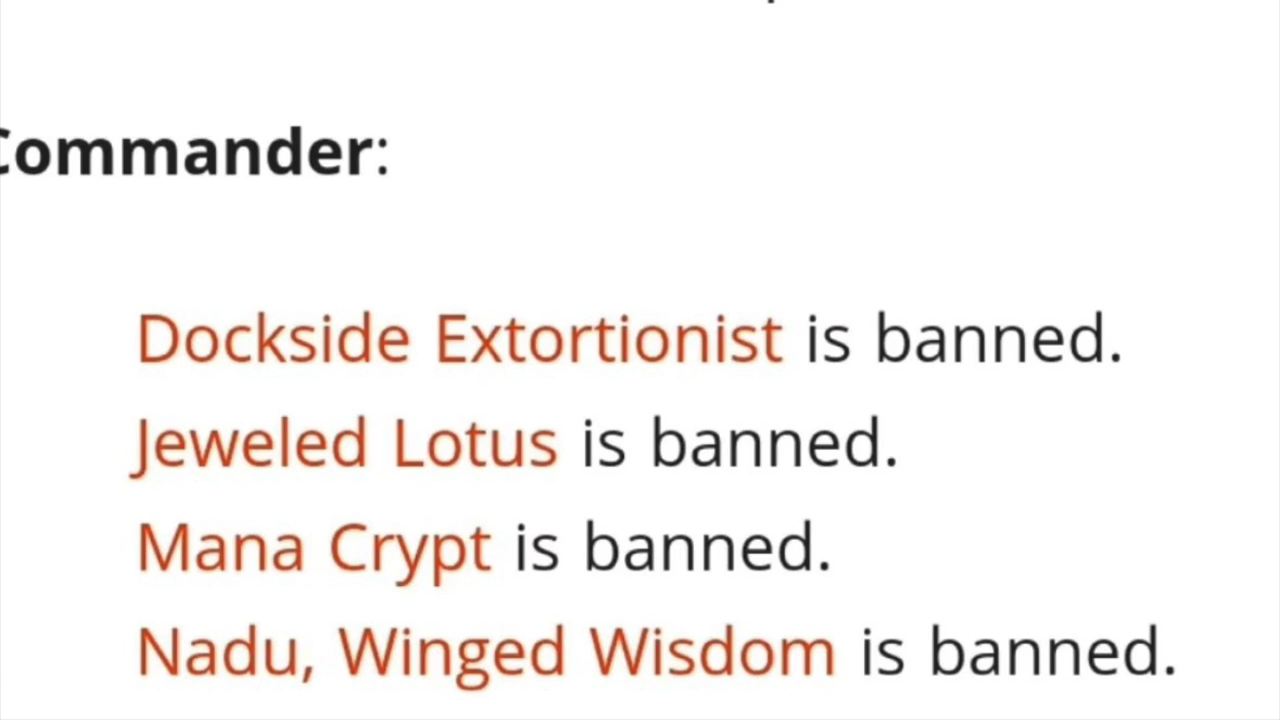 Commander:
Dockside Extortionist is banned.
Jeweled Lotus is banned.
Mana Crypt is banned.
Nadu, Winged Wisdom is banned.